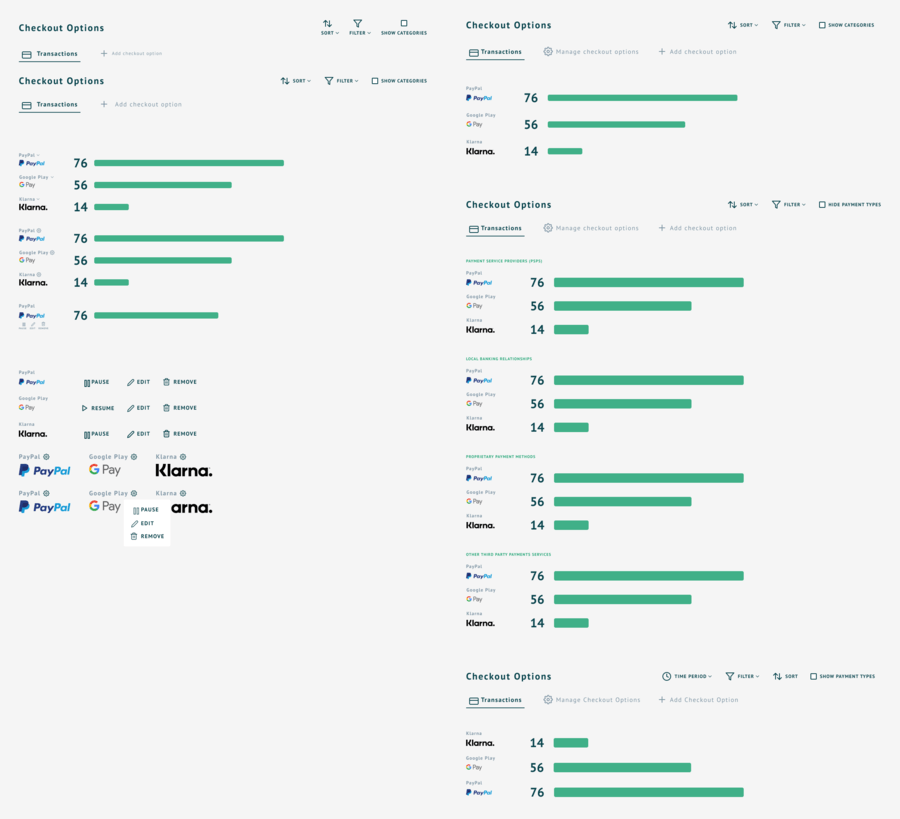 Checkout Options
SORT FILTER SHOW CATEGORIES
Transactions Add checkout option
Checkout Options SORT FILTER SHOW CATEGORIES
Transactions Add checkout option
PayPal
PayPal 76
Google Play
G Pay 56
Klarna
Klarna. 14
PayPal
PayPal 76
Google Play
G Pay 56
Klarna
Klarna. 14
PayPal
PayPal 76
PayPal
PayPal PAUSE EDIT REMOVE
Google Play
G Pay RESUME EDIT REMOVE
Klarna
Klarna. PAUSE EDIT REMOVE
PayPal Google Play Klarna
PayPal G Pay Klarna.
PayPal Google Play Klarna
PayPal G Pay arna.
PAUSE
EDIT
REMOVE
Checkout Options SORT FILTER SHOW CATEGORIES
Transactions Manage checkout options Add checkout option
PayPal
PayPal 76
Google Play
G Pay 56
Klarna
Klarna. 14
Checkout Options SORT FILTER HIDE PAYMENT TYPES
Transactions Manage checkout options Add checkout option
PAYMENT SERVICE PROVIDERS (PSPS)
PayPal
PayPal 76
Google Play
G Pay 56
Klarna
Klarna. 14
LOCAL BANKING RELATIONSHIPS
PayPal
PayPal 76
Google Play
G Pay 56
Klarna
Klarna. 14
PROPRIETARY PAYMENT METHODS
PayPal
PayPal 76
Google Play
G Pay 56
Klarna
Klarna. 14
OTHER THIRD PARTY PAYMENTS SERVICES
PayPal
PayPal 76
Google Play
G Pay 56
Klarna
Klarna. 14
Checkout Options TIME PERIOD FILTER SORT SHOW PAYMENT TYPES
Transactions Manage Checkout Options Add Checkout Option
Klarna
Klarna. 14
Google Play
G Pay 56
PayPal
PayPal 76